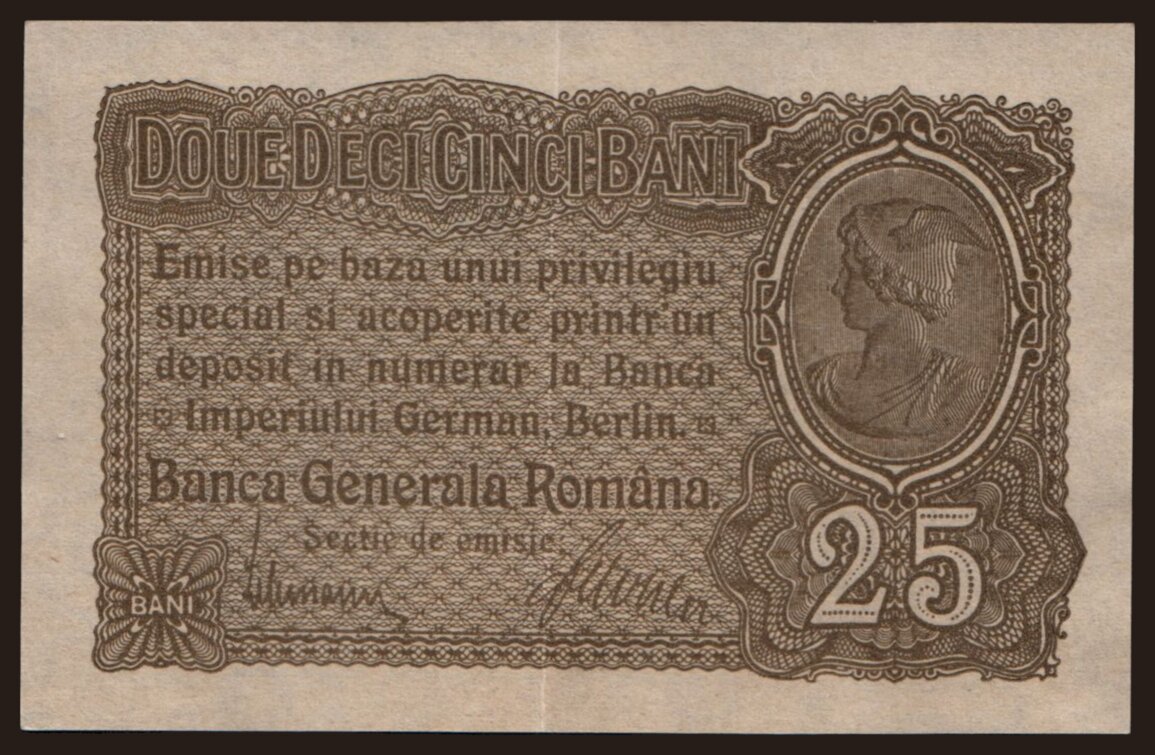 DOUE DECI CINCI BANI
Emise pe baza unui privilegiu
special si acoperite printr'un
deposit in numerar la Banca
Imperiului German, Berlin.
Banca Generala Româna.
Sectie de emisie.
BANI
25